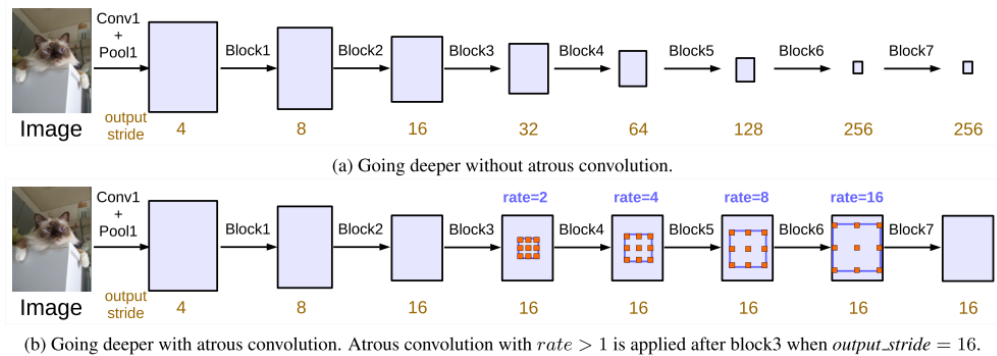 Conv1
+
Pool1
Block1
Block2
Block3
Block4
Block5
Block6
Block7
Image
output
stride
4
8
16
32
64
128
256
256
(a) Going deeper without atrous convolution.
rate=2
rate=4
rate=8
rate=16
Conv1
+
Pool1
Block1
Block2
Block3
Block4
Block5
Block6
Block7
Image
output
stride
4
8
16
16
16
16
16
16
(b) Going deeper with atrous convolution. Atrous convolution with rate > 1 is applied after block3 when output_stride = 16.